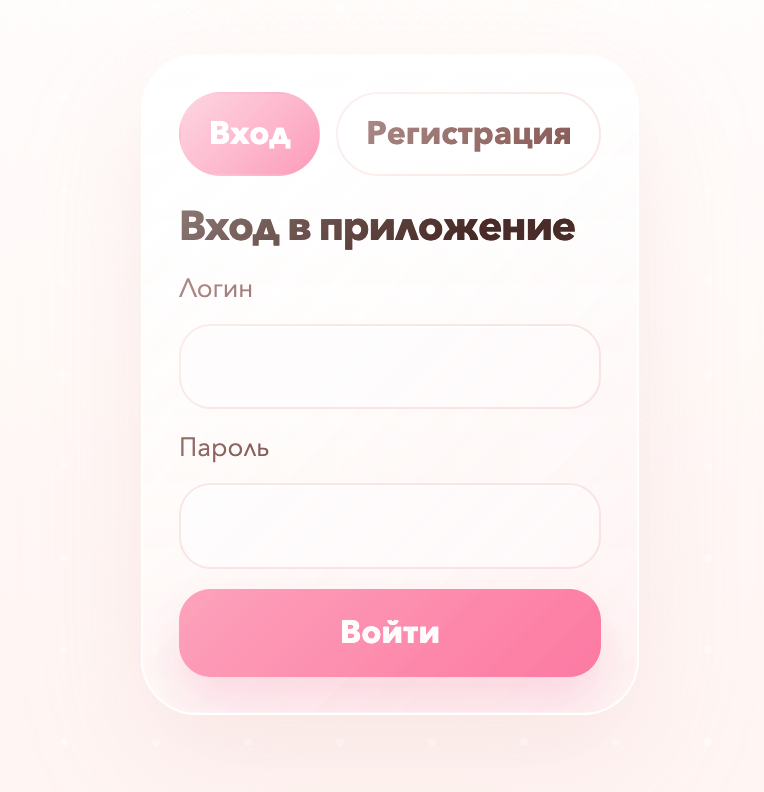 Вход
Регистрация
Вход в приложение
Логин
Пароль
Войти